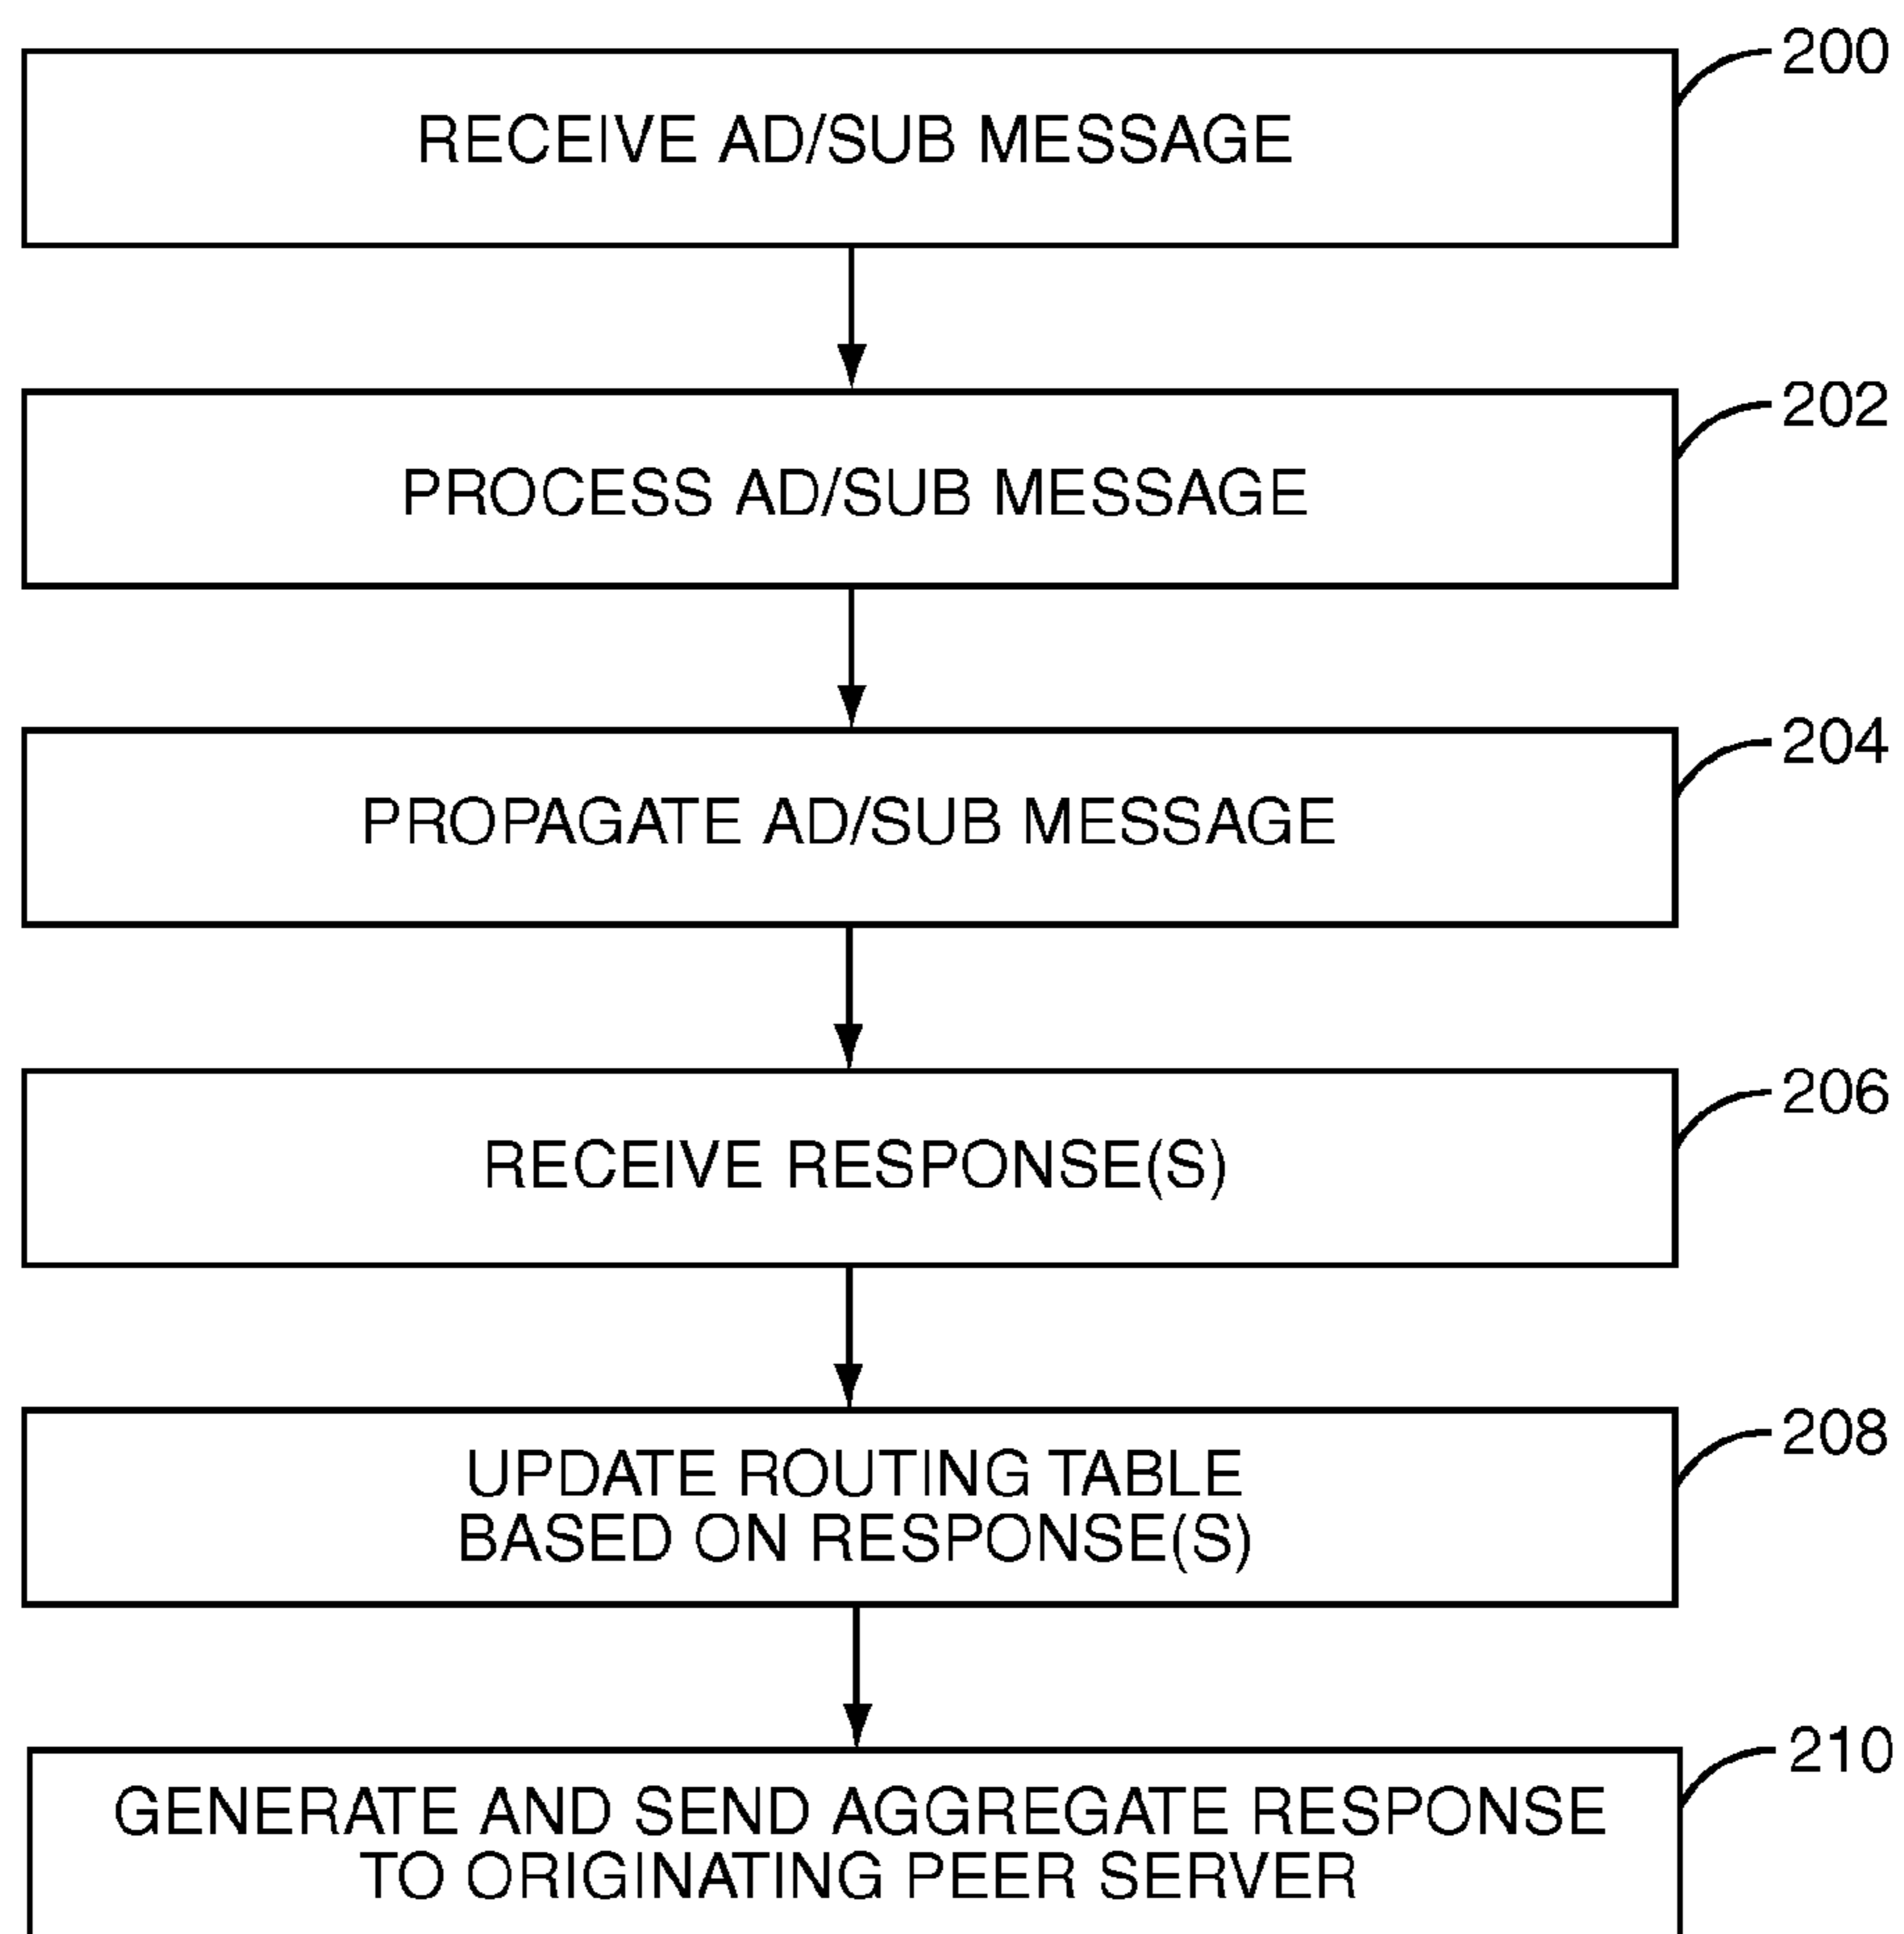 200
RECEIVE AD/SUB MESSAGE
202
PROCESS AD/SUB MESSAGE
204
PROPAGATE AD/SUB MESSAGE
206
RECEIVE RESPONSE(S)
208
UPDATE ROUTING TABLE
BASED ON RESPONSE(S)
210
GENERATE AND SEND AGGREGATE RESPONSE
TO ORIGINATING PEER SERVER